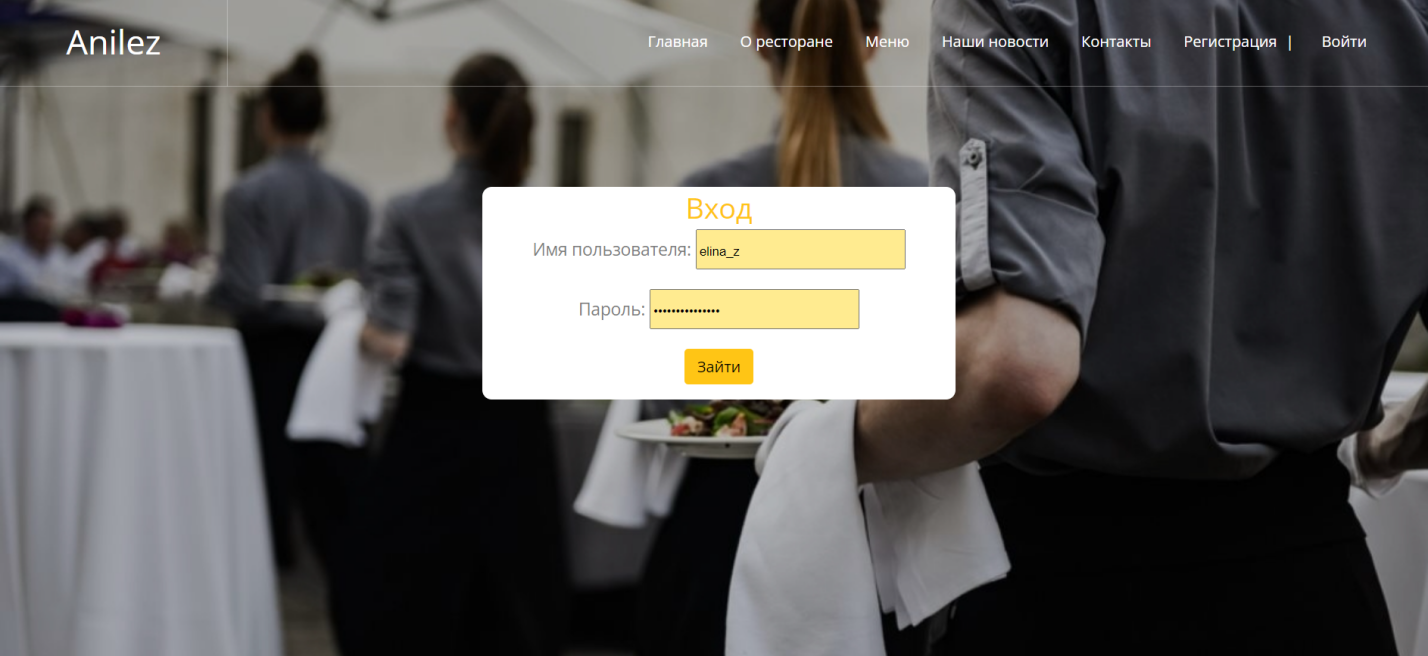 Anilez
Главная О ресторане Меню Наши новости Контакты Регистрация | Войти
Вход
Имя пользователя: elina_z
Пароль: •••••••••••••••
Зайти